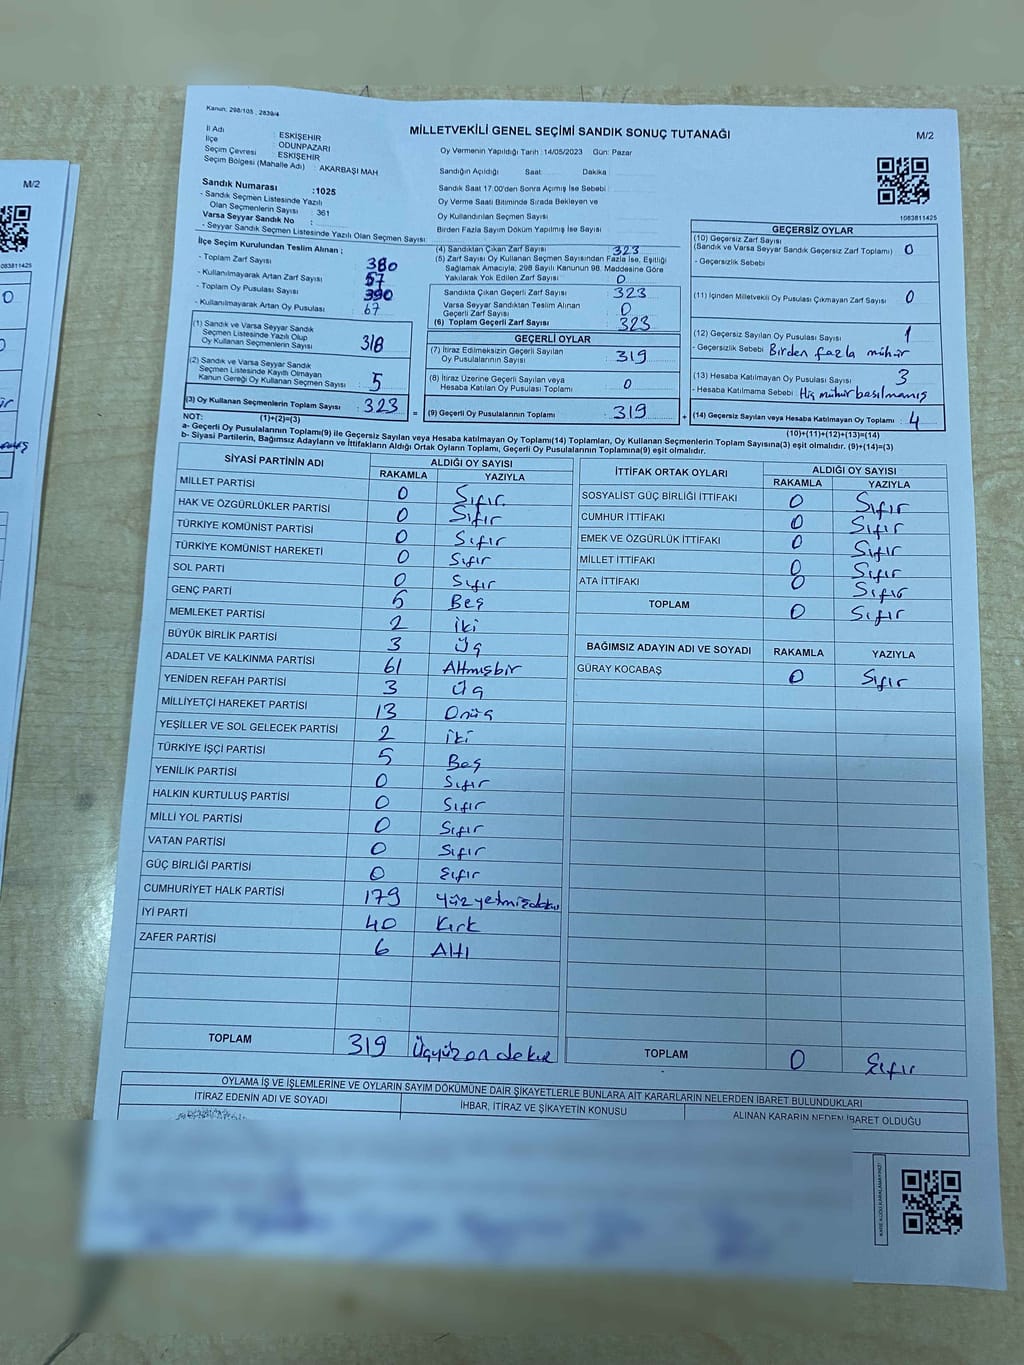 Kanun: 298/105 , 2839/4
MİLLETVEKİLİ GENEL SEÇİMİ SANDIK SONUÇ TUTANAĞI
M/2
İl Adı : ESKİŞEHİR
İlçe : ODUNPAZARI
Seçim Çevresi : ESKİŞEHİR
Seçim Bölgesi (Mahalle Adı) : AKARBAŞI MAH
Oy Vermenin Yapıldığı Tarih :14/05/2023 Gün: Pazar
Sandığın Açıldığı Saat Dakika
Sandık Saat 17.00'den Sonra Açımış İse Sebebi
Oy Verme Saati Bitiminde Sırada Bekleyen ve
Oy Kullandırılan Seçmen Sayısı
Birden Fazla Sayım Döküm Yapılmış İse Sayısı
Sandık Numarası :1025
- Sandık Seçmen Listesinde Yazılı
Olan Seçmenlerin Sayısı : 361
Varsa Seyyar Sandık No :
- Seyyar Sandık Seçmen Listesinde Yazılı Olan Seçmen Sayısı:
1083811425
İlçe Seçim Kurulundan Teslim Alınan ;
- Toplam Zarf Sayısı 380
- Kullanılmayarak Artan Zarf Sayısı 57
- Toplam Oy Pusulası Sayısı 390
- Kullanılmayarak Artan Oy Pusulası 67
(1) Sandık ve Varsa Seyyar Sandık
Seçmen Listesinde Yazılı Olup
Oy Kullanan Seçmenlerin Sayısı : 318
(2) Sandık ve Varsa Seyyar Sandık
Seçmen Listesinde Kayıtlı Olmayan
Kanun Gereği Oy Kullanan Seçmen Sayısı : 5
(3) Oy Kullanan Seçmenlerin Toplam Sayısı : 323
(4) Sandıktan Çıkan Zarf Sayısı 323
(5) Zarf Sayısı Oy Kullanan Seçmen Sayısından Fazla İse, Eşitliği
Sağlamak Amacıyla; 298 Sayılı Kanunun 98. Maddesine Göre
Yakılarak Yok Edilen Zarf Sayısı : 0
Sandıkta Çıkan Geçerli Zarf Sayısı : 323
Varsa Seyyar Sandıktan Teslim Alınan
Geçerli Zarf Sayısı : 0
(6) Toplam Geçerli Zarf Sayısı : 323
GEÇERLİ OYLAR
(7) İtiraz Edilmeksizin Geçerli Sayılan
Oy Pusulalarının Sayısı : 319
(8) İtiraz Üzerine Geçerli Sayılan veya
Hesaba Katılan Oy Pusulası Toplamı : 0
= (9) Geçerli Oy Pusulalarının Toplamı : 319
GEÇERSİZ OYLAR
(10) Geçersiz Zarf Sayısı
(Sandık ve Varsa Seyyar Sandık Geçersiz Zarf Toplamı) : 0
- Geçersizlik Sebebi
(11) İçinden Milletvekili Oy Pusulası Çıkmayan Zarf Sayısı : 0
(12) Geçersiz Sayılan Oy Pusulası Sayısı : 1
- Geçersizlik Sebebi : Birden fazla mühür
(13) Hesaba Katılmayan Oy Pusulası Sayısı : 3
- Hesaba Katılmama Sebebi : Hiç mühür basılmamış
+ (14) Geçersiz Sayılan veya Hesaba Katılmayan Oy Toplamı : 4
NOT: (1)+(2)=(3)
(10)+(11)+(12)+(13)=(14)
a- Geçerli Oy Pusulalarının Toplamı(9) ile Geçersiz Sayılan veya Hesaba katılmayan Oy Toplamı(14) Toplamları, Oy Kullanan Seçmenlerin Toplam Sayısına(3) eşit olmalıdır. (9)+(14)=(3)
b- Siyasi Partilerin, Bağımsız Adayların ve İttifakların Aldığı Ortak Oyların Toplamı, Geçerli Oy Pusulalarının Toplamına(9) eşit olmalıdır.
SİYASİ PARTİNİN ADI ALDIĞI OY SAYISI
RAKAMLA YAZIYLA
MİLLET PARTİSİ 0 Sıfır
HAK VE ÖZGÜRLÜKLER PARTİSİ 0 Sıfır
TÜRKİYE KOMÜNİST PARTİSİ 0 Sıfır
TÜRKİYE KOMÜNİST HAREKETİ 0 Sıfır
SOL PARTİ 0 Sıfır
GENÇ PARTİ 5 Beş
MEMLEKET PARTİSİ 2 İki
BÜYÜK BİRLİK PARTİSİ 3 Üç
ADALET VE KALKINMA PARTİSİ 61 Altmışbir
YENİDEN REFAH PARTİSİ 3 Üç
MİLLİYETÇİ HAREKET PARTİSİ 13 Onüç
YEŞİLLER VE SOL GELECEK PARTİSİ 2 İki
TÜRKİYE İŞÇİ PARTİSİ 5 Beş
YENİLİK PARTİSİ 0 Sıfır
HALKIN KURTULUŞ PARTİSİ 0 Sıfır
MİLLİ YOL PARTİSİ 0 Sıfır
VATAN PARTİSİ 0 Sıfır
GÜÇ BİRLİĞİ PARTİSİ 0 Sıfır
CUMHURİYET HALK PARTİSİ 179 Yüzyetmişdokuz
İYİ PARTİ 40 Kırk
ZAFER PARTİSİ 6 Altı
TOPLAM 319 Üçyüzondokuz
İTTİFAK ORTAK OYLARI ALDIĞI OY SAYISI
RAKAMLA YAZIYLA
SOSYALİST GÜÇ BİRLİĞİ İTTİFAKI 0 Sıfır
CUMHUR İTTİFAKI 0 Sıfır
EMEK VE ÖZGÜRLÜK İTTİFAKI 0 Sıfır
MİLLET İTTİFAKI 0 Sıfır
ATA İTTİFAKI 0 Sıfır
TOPLAM 0 Sıfır
BAĞIMSIZ ADAYIN ADI VE SOYADI RAKAMLA YAZIYLA
GÜRAY KOCABAŞ 0 Sıfır
TOPLAM 0 Sıfır
OYLAMA İŞ VE İŞLEMLERİNE VE OYLARIN SAYIM DÖKÜMÜNE DAİR ŞİKAYETLERLE BUNLARA AİT KARARLARIN NELERDEN İBARET BULUNDUKLARI
İTİRAZ EDENİN ADI VE SOYADI İHBAR, İTİRAZ VE ŞİKAYETİN KONUSU ALINAN KARARIN NEDEN İBARET OLDUĞU
M/2